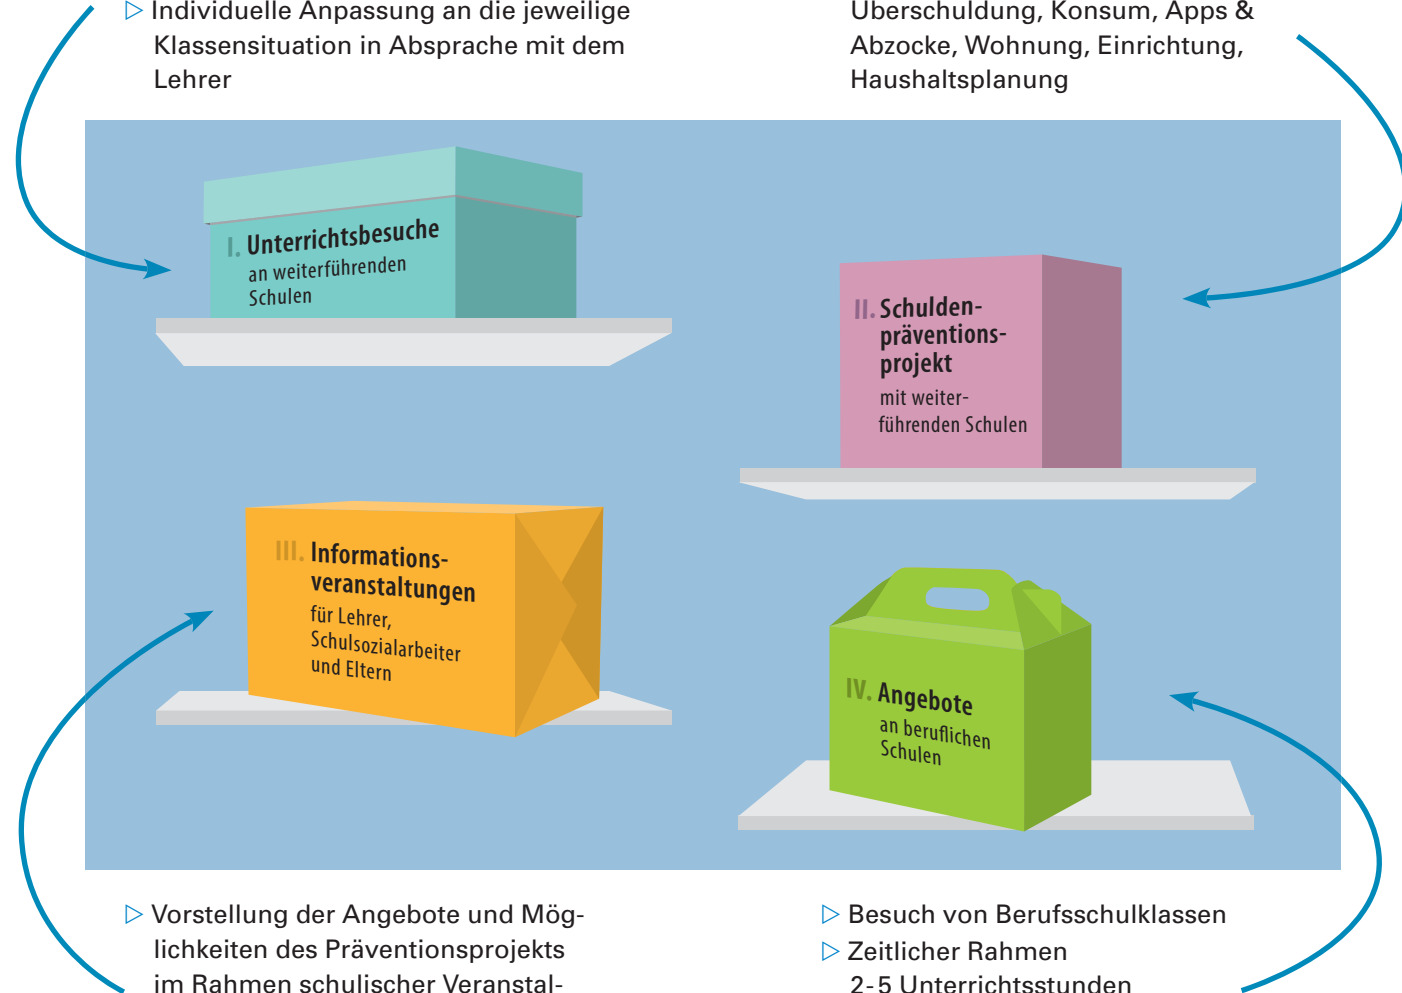 ▷ Individuelle Anpassung an die jeweilige
Klassensituation in Absprache mit dem
Lehrer
Überschuldung, Konsum, Apps &
Abzocke, Wohnung, Einrichtung,
Haushaltsplanung
I. Unterrichtsbesuche
an weiterführenden
Schulen
II. Schulden-
präventions-
projekt
mit weiter-
führenden Schulen
III. Informations-
veranstaltungen
für Lehrer,
Schulsozialarbeiter
und Eltern
IV. Angebote
an beruflichen
Schulen
▷ Vorstellung der Angebote und Mög-
lichkeiten des Präventionsprojekts
im Rahmen schulischer Veranstal-
▷ Besuch von Berufsschulklassen
▷ Zeitlicher Rahmen
2-5 Unterrichtsstunden